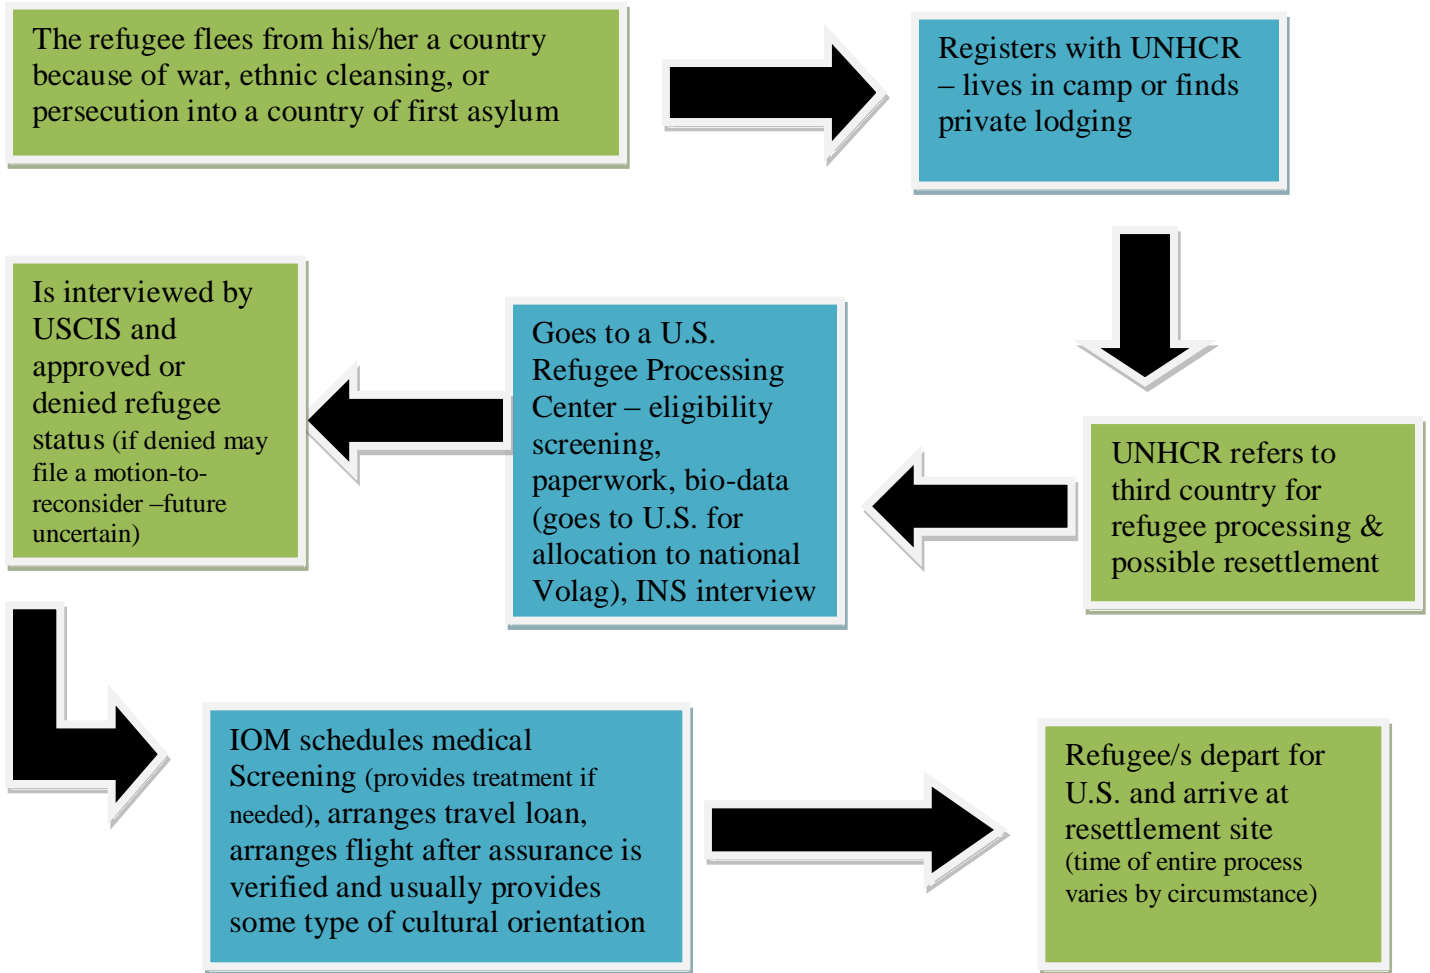 The refugee flees from his/her a country
because of war, ethnic cleansing, or
persecution into a country of first asylum
Registers with UNHCR
– lives in camp or finds
private lodging
UNHCR refers to
third country for
refugee processing &
possible resettlement
Goes to a U.S.
Refugee Processing
Center – eligibility
screening,
paperwork, bio-data
(goes to U.S. for
allocation to national
Volag), INS interview
Is interviewed by
USCIS and
approved or
denied refugee
status (if denied may
file a motion-to-
reconsider –future
uncertain)
IOM schedules medical
Screening (provides treatment if
needed), arranges travel loan,
arranges flight after assurance is
verified and usually provides
some type of cultural orientation
Refugee/s depart for
U.S. and arrive at
resettlement site
(time of entire process
varies by circumstance)